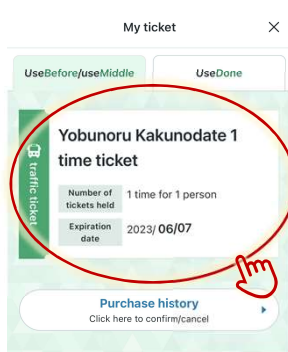 My ticket
UseBefore/useMiddle
UseDone
traffic ticket
Yobunoru Kakunodate 1
time ticket
Number of
tickets held
1 time for 1 person
Expiration
date
2023/ 06/07
Purchase history
Click here to confirm/cancel